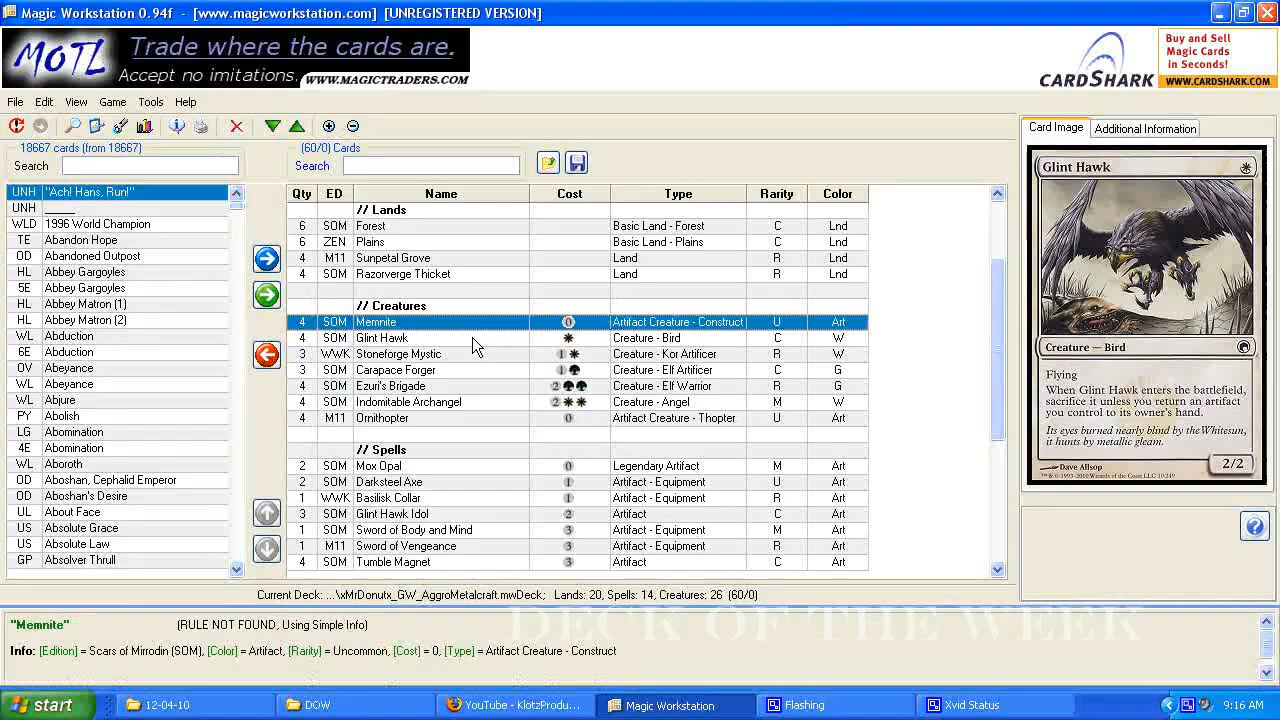 Magic Workstation 0.94f - [www.magicworkstation.com] [UNREGISTERED VERSION]
MOTL Trade where the cards are.
Accept no imitations. WWW.MAGICTRADERS.COM
CARDSHARK
Buy and Sell
Magic Cards
in Seconds!
WWW.CARDSHARK.COM
File Edit View Game Tools Help
18667 cards (from 18667)
Search
(60/0) Cards
Search
UNH "Ach! Hans, Run!"
UNH _____
WLD 1996 World Champion
TE Abandon Hope
OD Abandoned Outpost
HL Abbey Gargoyles
5E Abbey Gargoyles
HL Abbey Matron (1)
HL Abbey Matron (2)
WL Abduction
6E Abduction
OV Abeyance
WL Abeyance
WL Abjure
PY Abolish
LG Abomination
4E Abomination
WL Aboroth
OD Aboshan, Cephalid Emperor
OD Aboshan's Desire
UL About Face
US Absolute Grace
US Absolute Law
GP Absolver Thrull
Qty ED Name Cost Type Rarity Color
// Lands
6 SOM Forest Basic Land - Forest C Lnd
6 ZEN Plains Basic Land - Plains C Lnd
4 M11 Sunpetal Grove Land R Lnd
4 SOM Razorverge Thicket Land R Lnd
// Creatures
4 SOM Memnite 0 Artifact Creature - Construct U Art
4 SOM Glint Hawk Creature - Bird C W
3 WWK Stoneforge Mystic 1 Creature - Kor Artificer R W
3 SOM Carapace Forger 1 Creature - Elf Artificer C G
4 SOM Ezuri's Brigade 2 Creature - Elf Warrior R G
4 SOM Indomitable Archangel 2 Creature - Angel M W
4 M11 Ornithopter 0 Artifact Creature - Thopter U Art
// Spells
2 SOM Mox Opal 0 Legendary Artifact M Art
2 SOM Darksteel Axe 1 Artifact - Equipment U Art
1 WWK Basilisk Collar 1 Artifact - Equipment R Art
3 SOM Glint Hawk Idol 2 Artifact C Art
1 SOM Sword of Body and Mind 3 Artifact - Equipment M Art
1 M11 Sword of Vengeance 3 Artifact - Equipment R Art
4 SOM Tumble Magnet 3 Artifact C Art
Card Image Additional Information
Glint Hawk
Creature — Bird
Flying
When Glint Hawk enters the battlefield,
sacrifice it unless you return an artifact
you control to its owner's hand.
Its eyes burned nearly blind by the Whitesun,
it hunts by metallic gleam.
2/2
Dave Allsop
™ & © 1993-2010 Wizards of the Coast LLC 10/249
Current Deck: ...\xMrDonutx_GW_AggroMetalcraft.mwDeck; Lands: 20, Spells: 14, Creatures: 26 (60/0)
DECK OF THE WEEK
"Memnite" (RULE NOT FOUND, Using Simple Info)
Info: [Edition] = Scars of Mirrodin (SOM), [Color] = Artifact, [Rarity] = Uncommon, [Cost] = 0, [Type] = Artifact Creature - Construct
start 12-04-10 DOW YouTube - KlotzProdu... Magic Workstation Flashing Xvid Status 9:16 AM